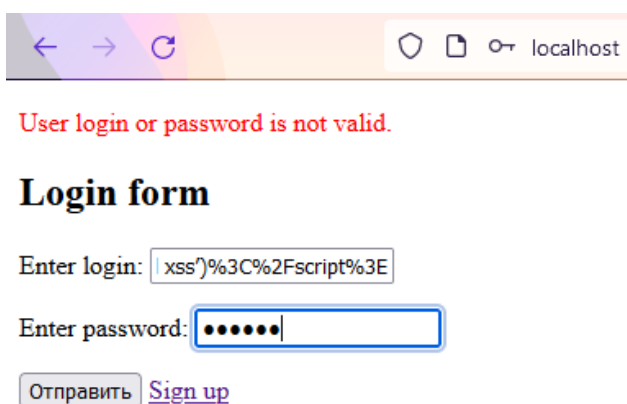 localhost
User login or password is not valid.
Login form
Enter login: xss’)%3C%2Fscript%3E
Enter password: ••••••
Отправить Sign up